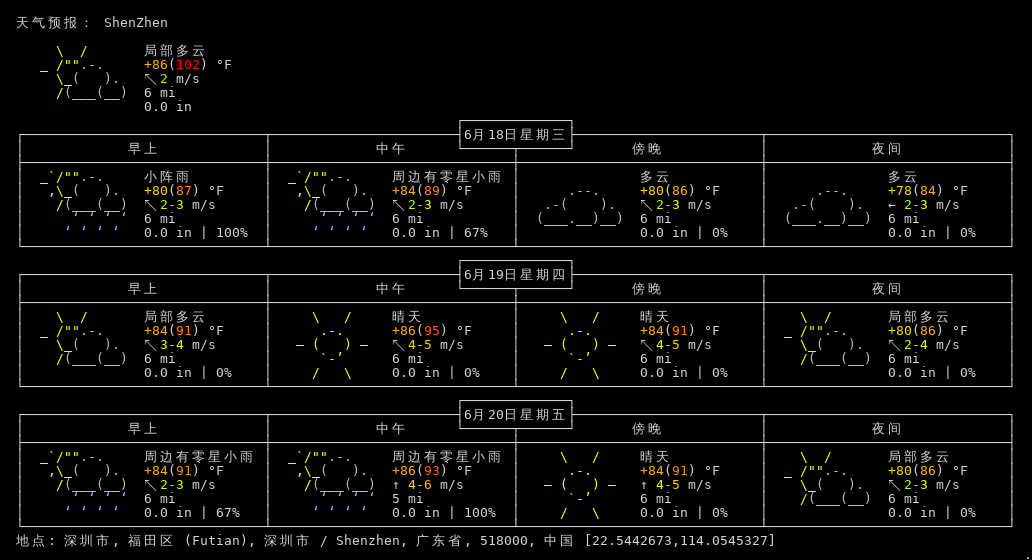 天气预报： ShenZhen
局部多云
+86(102) °F
↖ 2 m/s
6 mi
0.0 in
6月18日星期三
早上 中午 傍晚 夜间
小阵雨 周边有零星小雨 多云 多云
+80(87) °F +84(89) °F +80(86) °F +78(84) °F
↖ 2-3 m/s ↖ 2-3 m/s ↖ 2-3 m/s ← 2-3 m/s
6 mi 6 mi 6 mi 6 mi
0.0 in | 100% 0.0 in | 67% 0.0 in | 0% 0.0 in | 0%
6月19日星期四
早上 中午 傍晚 夜间
局部多云 晴天 晴天 局部多云
+84(91) °F +86(95) °F +84(91) °F +80(86) °F
↖ 3-4 m/s ↖ 4-5 m/s ↖ 4-5 m/s ↖ 2-4 m/s
6 mi 6 mi 6 mi 6 mi
0.0 in | 0% 0.0 in | 0% 0.0 in | 0% 0.0 in | 0%
6月20日星期五
早上 中午 傍晚 夜间
周边有零星小雨 周边有零星小雨 晴天 局部多云
+84(91) °F +86(93) °F +84(91) °F +80(86) °F
↖ 2-3 m/s ↑ 4-6 m/s ↑ 4-5 m/s ↖ 2-3 m/s
6 mi 5 mi 6 mi 6 mi
0.0 in | 67% 0.0 in | 100% 0.0 in | 0% 0.0 in | 0%
地点: 深圳市, 福田区 (Futian), 深圳市 / Shenzhen, 广东省, 518000, 中国 [22.5442673,114.0545327]